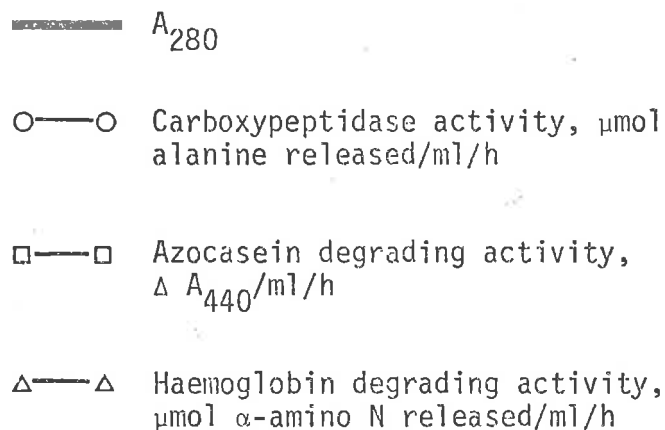 A280
Carboxypeptidase activity, μmol
alanine released/ml/h
Azocasein degrading activity,
Δ A440/ml/h
Haemoglobin degrading activity,
μmol α-amino N released/ml/h